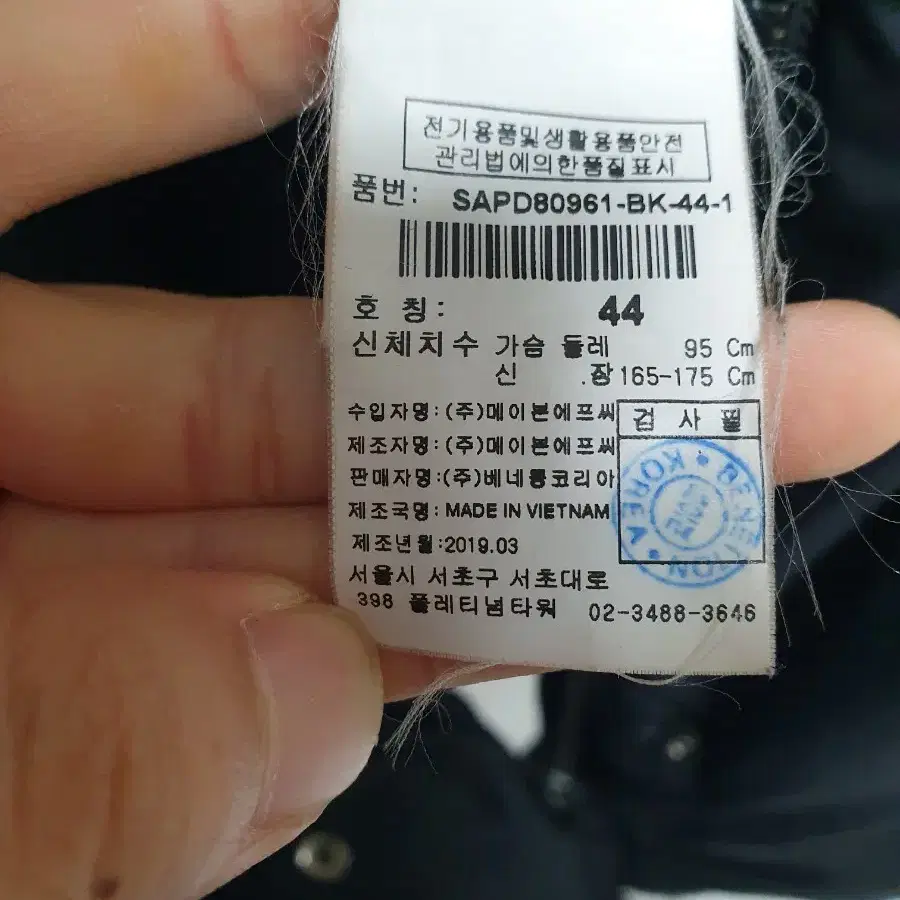 전기용품및생활용품안전
관리법에의한품질표시
품번: SAPD80961-BK-44-1
호 칭: 44
신체치수 가슴 둘레 95 Cm
신 .장 165-175 Cm
수입자명:(주)메이븐에프씨
제조자명:(주)메이븐에프씨
판매자명:(주)베네통코리아
제조국명: MADE IN VIETNAM
제조년월:2019.03
검 사 필
BENETTON KOREA
서울시 서초구 서초대로
398 플레티넘타워 02-3488-3646